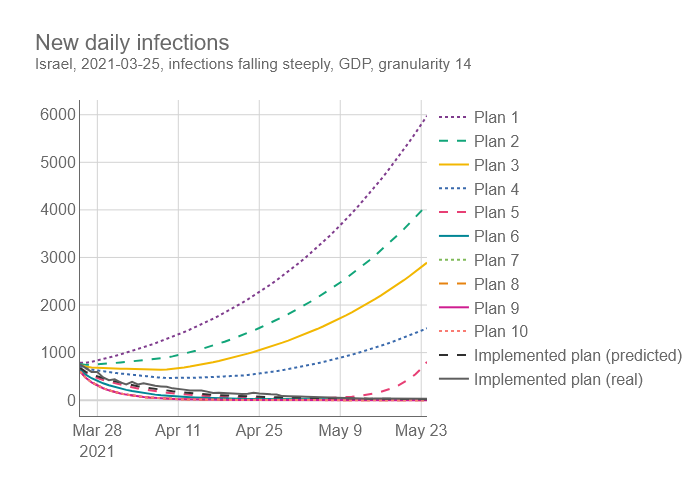 New daily infections
Israel, 2021-03-25, infections falling steeply, GDP, granularity 14
6000
5000
4000
3000
2000
1000
0
Mar 28
2021
Apr 11
Apr 25
May 9
May 23
Plan 1
Plan 2
Plan 3
Plan 4
Plan 5
Plan 6
Plan 7
Plan 8
Plan 9
Plan 10
Implemented plan (predicted)
Implemented plan (real)